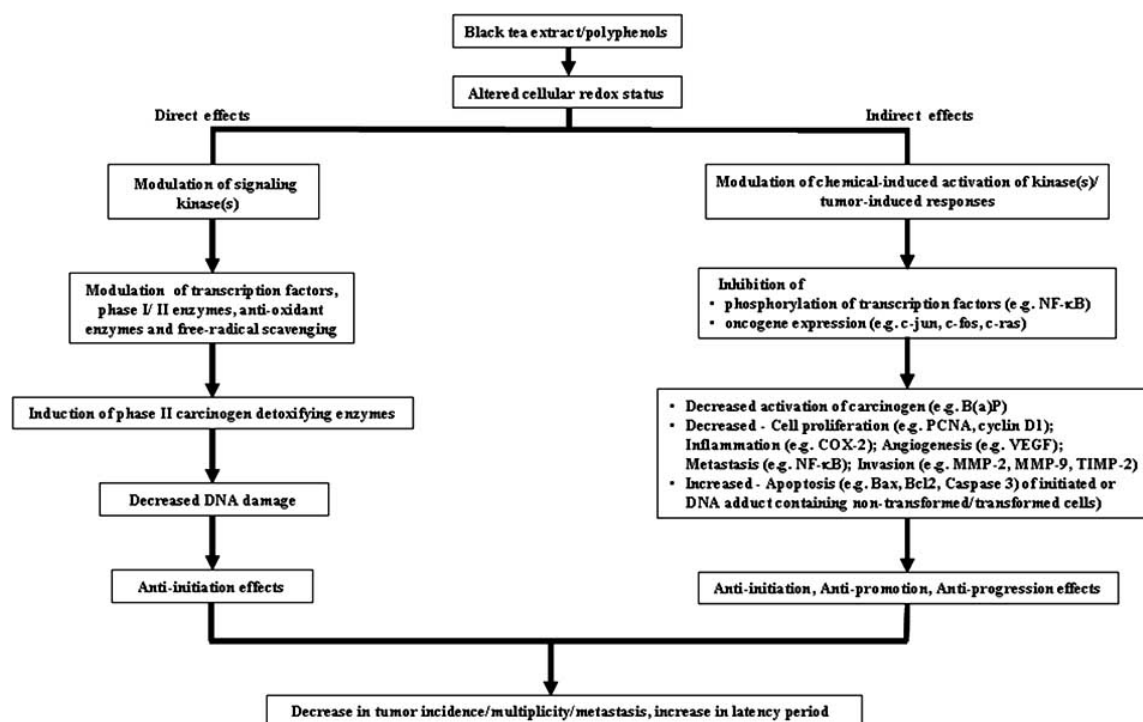 Black tea extract/polyphenols
Altered cellular redox status
Direct effects
Indirect effects
Modulation of signaling
kinase(s)
Modulation of chemical-induced activation of kinase(s)/
tumor-induced responses
Modulation of transcription factors,
phase I/ II enzymes, anti-oxidant
enzymes and free-radical scavenging
Inhibition of
▪ phosphorylation of transcription factors (e.g. NF-κB)
▪ oncogene expression (e.g. c-jun, c-fos, c-ras)
Induction of phase II carcinogen detoxifying enzymes
▪ Decreased activation of carcinogen (e.g. B(a)P)
▪ Decreased - Cell proliferation (e.g. PCNA, cyclin D1);
Inflammation (e.g. COX-2); Angiogenesis (e.g. VEGF);
Metastasis (e.g. NF-κB); Invasion (e.g. MMP-2, MMP-9, TIMP-2)
▪ Increased - Apoptosis (e.g. Bax, Bcl2, Caspase 3) of initiated or
DNA adduct containing non-transformed/transformed cells)
Decreased DNA damage
Anti-initiation effects
Anti-initiation, Anti-promotion, Anti-progression effects
Decrease in tumor incidence/multiplicity/metastasis, increase in latency period